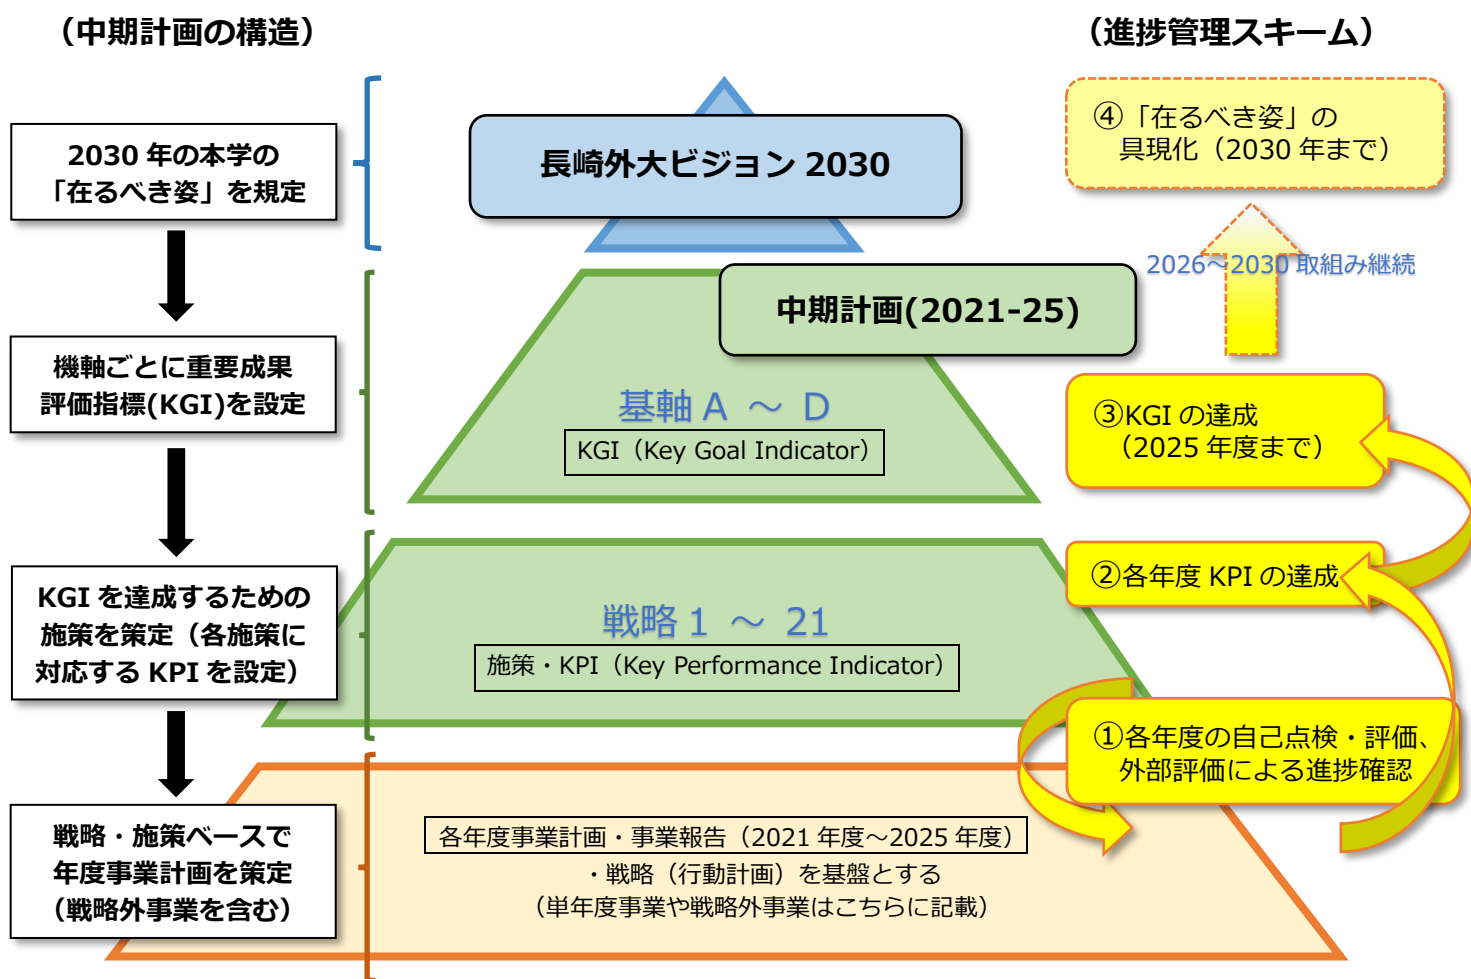 （中期計画の構造）
（進捗管理スキーム）
2030 年の本学の
「在るべき姿」を規定
長崎外大ビジョン 2030
④「在るべき姿」の
具現化（2030 年まで）
2026～2030 取組み継続
中期計画(2021-25)
機軸ごとに重要成果
評価指標(KGI)を設定
基軸 A ～ D
KGI（Key Goal Indicator）
③KGI の達成
（2025 年度まで）
KGI を達成するための
施策を策定（各施策に
対応する KPI を設定）
戦略 1 ～ 21
施策・KPI（Key Performance Indicator）
②各年度 KPI の達成
①各年度の自己点検・評価、
外部評価による進捗確認
戦略・施策ベースで
年度事業計画を策定
（戦略外事業を含む）
各年度事業計画・事業報告（2021 年度～2025 年度）
・戦略（行動計画）を基盤とする
（単年度事業や戦略外事業はこちらに記載）